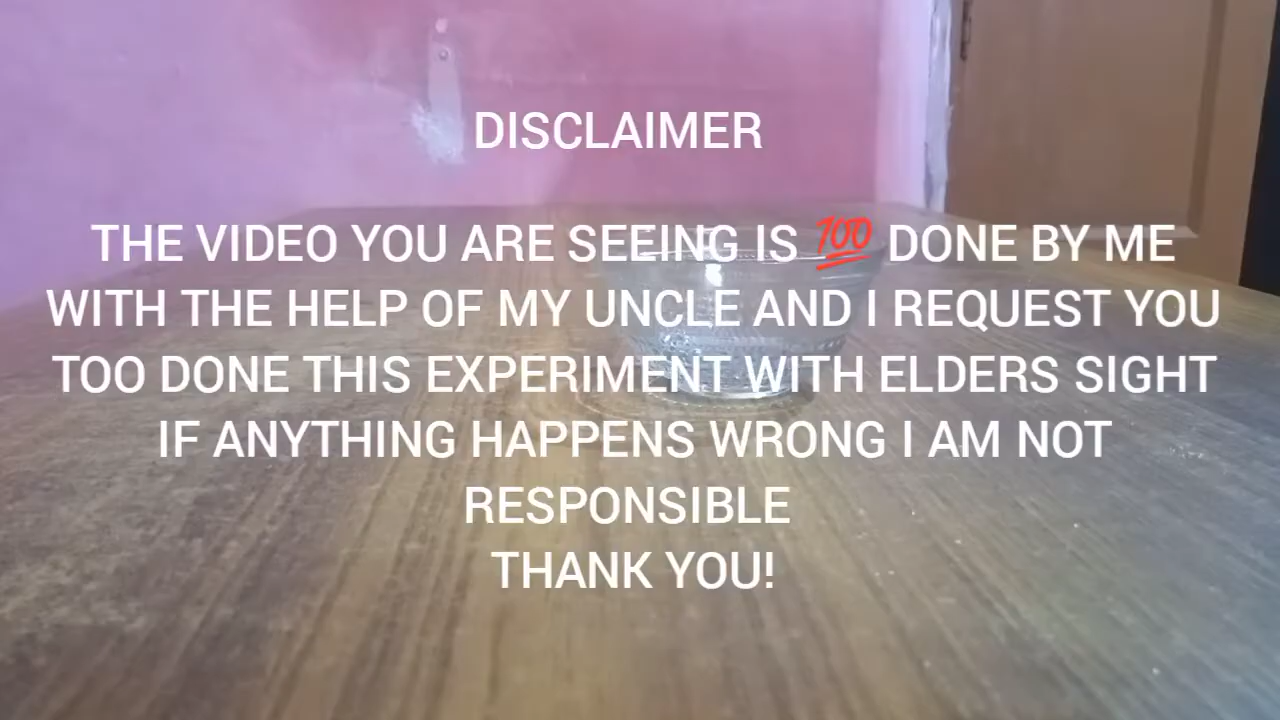 DISCLAIMER
THE VIDEO YOU ARE SEEING IS 💯 DONE BY ME
WITH THE HELP OF MY UNCLE AND I REQUEST YOU
TOO DONE THIS EXPERIMENT WITH ELDERS SIGHT
IF ANYTHING HAPPENS WRONG I AM NOT
RESPONSIBLE
THANK YOU!